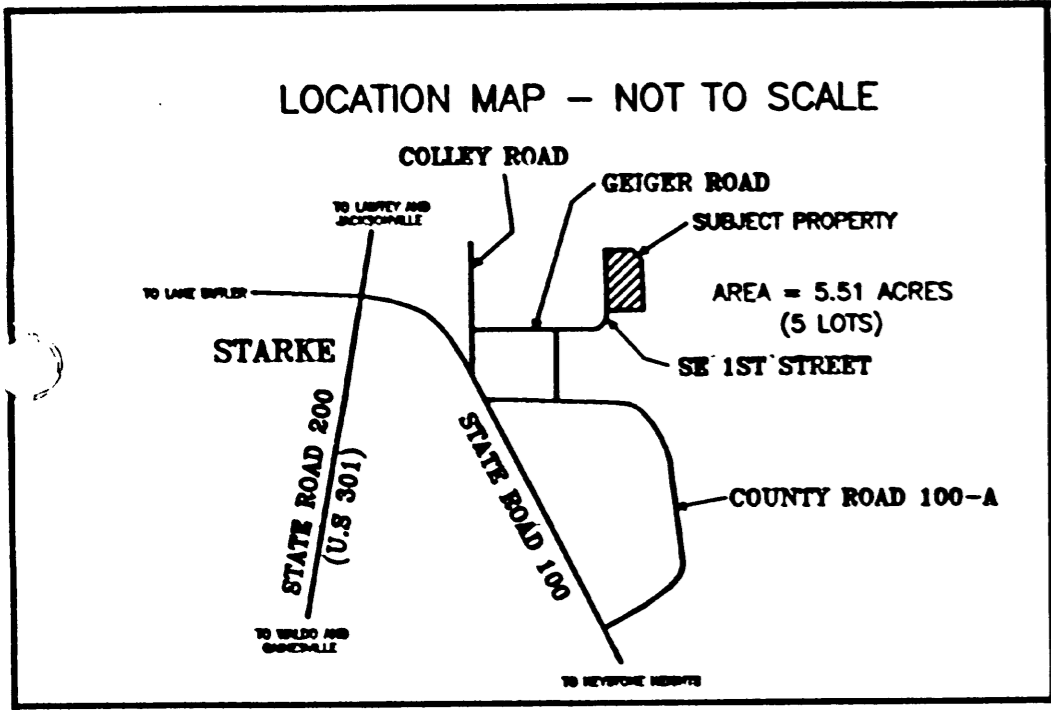 LOCATION MAP – NOT TO SCALE
COLLEY ROAD
GEIGER ROAD
TO LAWTEY AND
JACKSONVILLE
SUBJECT PROPERTY
TO LAKE BUTLER
AREA = 5.51 ACRES
(5 LOTS)
STARKE
SE 1ST STREET
STATE ROAD 200
(U.S 301)
STATE ROAD 100
COUNTY ROAD 100-A
TO WALDO AND
GAINESVILLE
TO KEYSTONE HEIGHTS